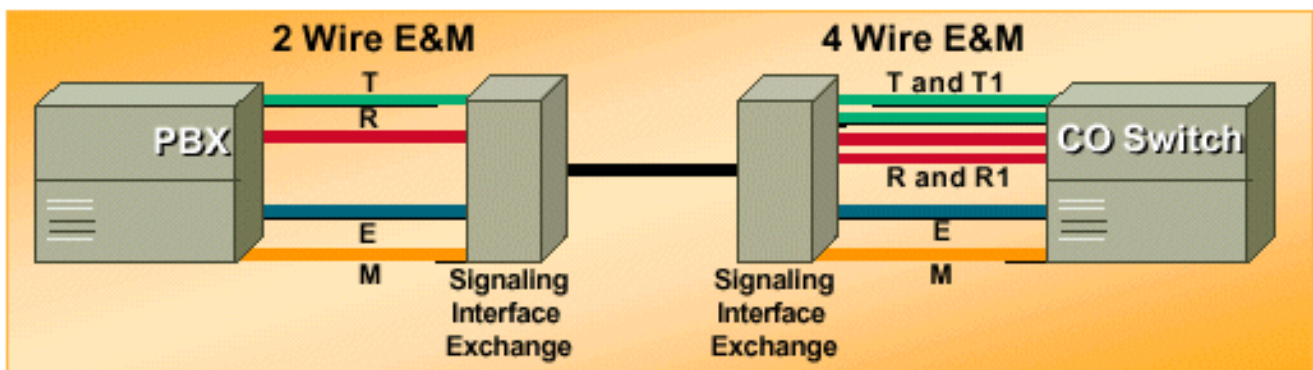 2 Wire E&M
4 Wire E&M
T
R
E
M
PBX
Signaling
Interface
Exchange
Signaling
Interface
Exchange
T and T1
R and R1
E
M
CO Switch